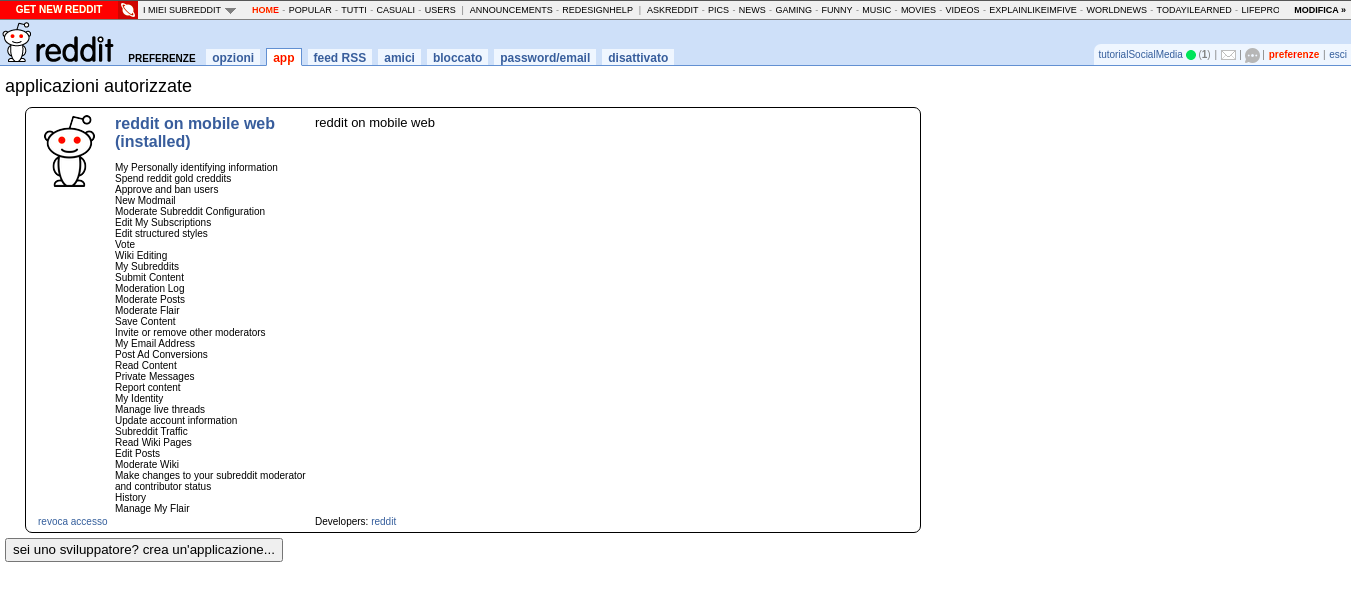 GET NEW REDDIT I MIEI SUBREDDIT HOME - POPULAR - TUTTI - CASUALI - USERS | ANNOUNCEMENTS - REDESIGNHELP | ASKREDDIT - PICS - NEWS - GAMING - FUNNY - MUSIC - MOVIES - VIDEOS - EXPLAINLIKEIMFIVE - WORLDNEWS - TODAYILEARNED - LIFEPRO MODIFICA »
reddit PREFERENZE opzioni app feed RSS amici bloccato password/email disattivato tutorialSocialMedia (1) | | | preferenze | esci
applicazioni autorizzate
reddit on mobile web
(installed)
reddit on mobile web
My Personally identifying information
Spend reddit gold creddits
Approve and ban users
New Modmail
Moderate Subreddit Configuration
Edit My Subscriptions
Edit structured styles
Vote
Wiki Editing
My Subreddits
Submit Content
Moderation Log
Moderate Posts
Moderate Flair
Save Content
Invite or remove other moderators
My Email Address
Post Ad Conversions
Read Content
Private Messages
Report content
My Identity
Manage live threads
Update account information
Subreddit Traffic
Read Wiki Pages
Edit Posts
Moderate Wiki
Make changes to your subreddit moderator
and contributor status
History
Manage My Flair
revoca accesso Developers: reddit
sei uno sviluppatore? crea un'applicazione...